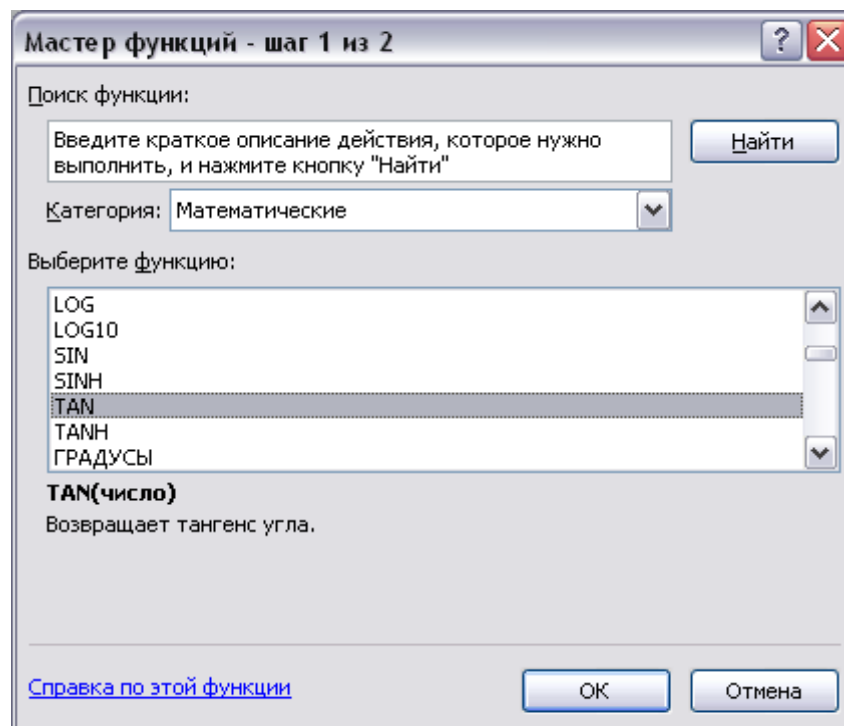 Мастер функций - шаг 1 из 2
Поиск функции:
Введите краткое описание действия, которое нужно
выполнить, и нажмите кнопку "Найти"
Найти
Категория: Математические
Выберите функцию:
LOG
LOG10
SIN
SINH
TAN
TANH
ГРАДУСЫ
TAN(число)
Возвращает тангенс угла.
Справка по этой функции
ОК
Отмена